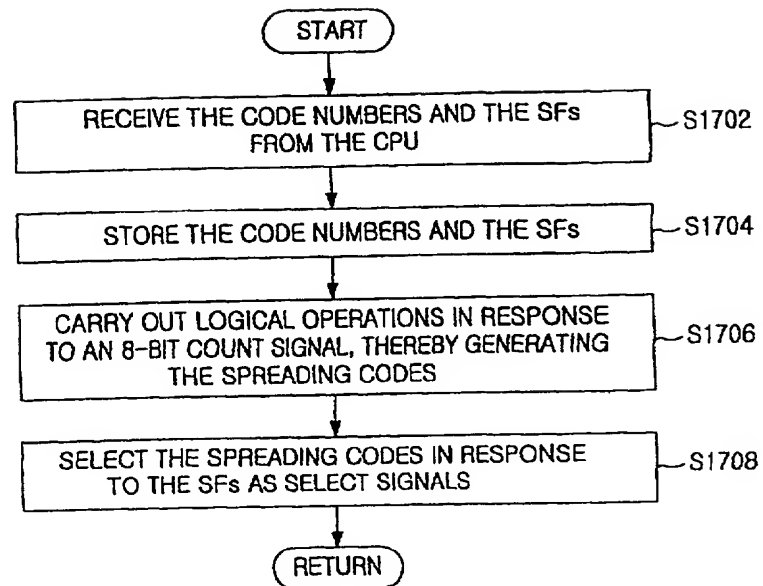 START
RECEIVE THE CODE NUMBERS AND THE SFs
FROM THE CPU
S1702
STORE THE CODE NUMBERS AND THE SFs
S1704
CARRY OUT LOGICAL OPERATIONS IN RESPONSE
TO AN 8-BIT COUNT SIGNAL, THEREBY GENERATING
THE SPREADING CODES
S1706
SELECT THE SPREADING CODES IN RESPONSE
TO THE SFs AS SELECT SIGNALS
S1708
RETURN